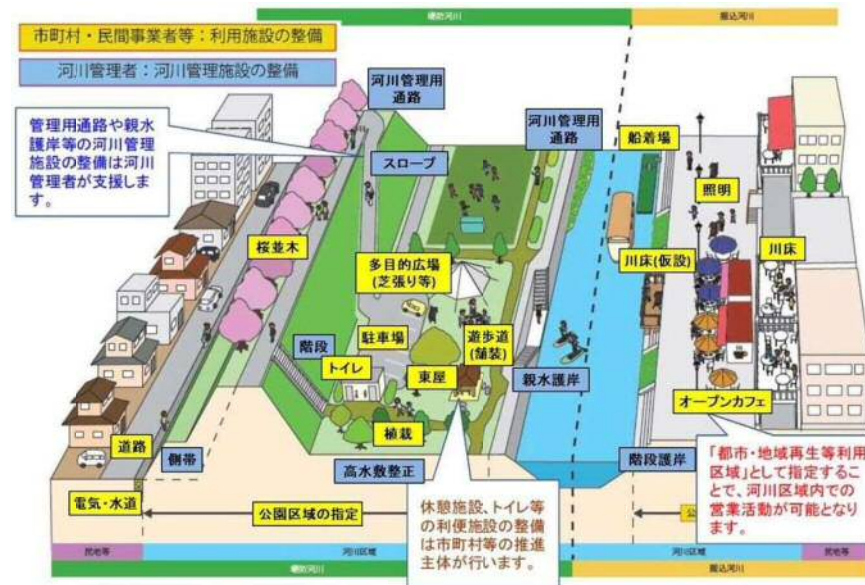 堤防河川
掘込河川
市町村・民間事業者等：利用施設の整備
河川管理者：河川管理施設の整備
管理用通路や親水
護岸等の河川管理
施設の整備は河川
管理者が支援しま
す。
河川管理用
通路
スロープ
河川管理用
通路
船着場
照明
桜並木
多目的広場
(芝張り等)
川床(仮設)
川床
階段
駐車場
遊歩道
(舗装)
トイレ
東屋
親水護岸
オープンカフェ
植栽
道路
側帯
高水敷整正
階段護岸
電気・水道
公園区域の指定
休憩施設、トイレ等
の利便施設の整備
は市町村等の推進
主体が行います。
「都市・地域再生等利用
区域」として指定するこ
とで、河川区域内での
営業活動が可能となり
ます。
民地等
河川区域
河川区域
民地等
堤防河川
掘込河川